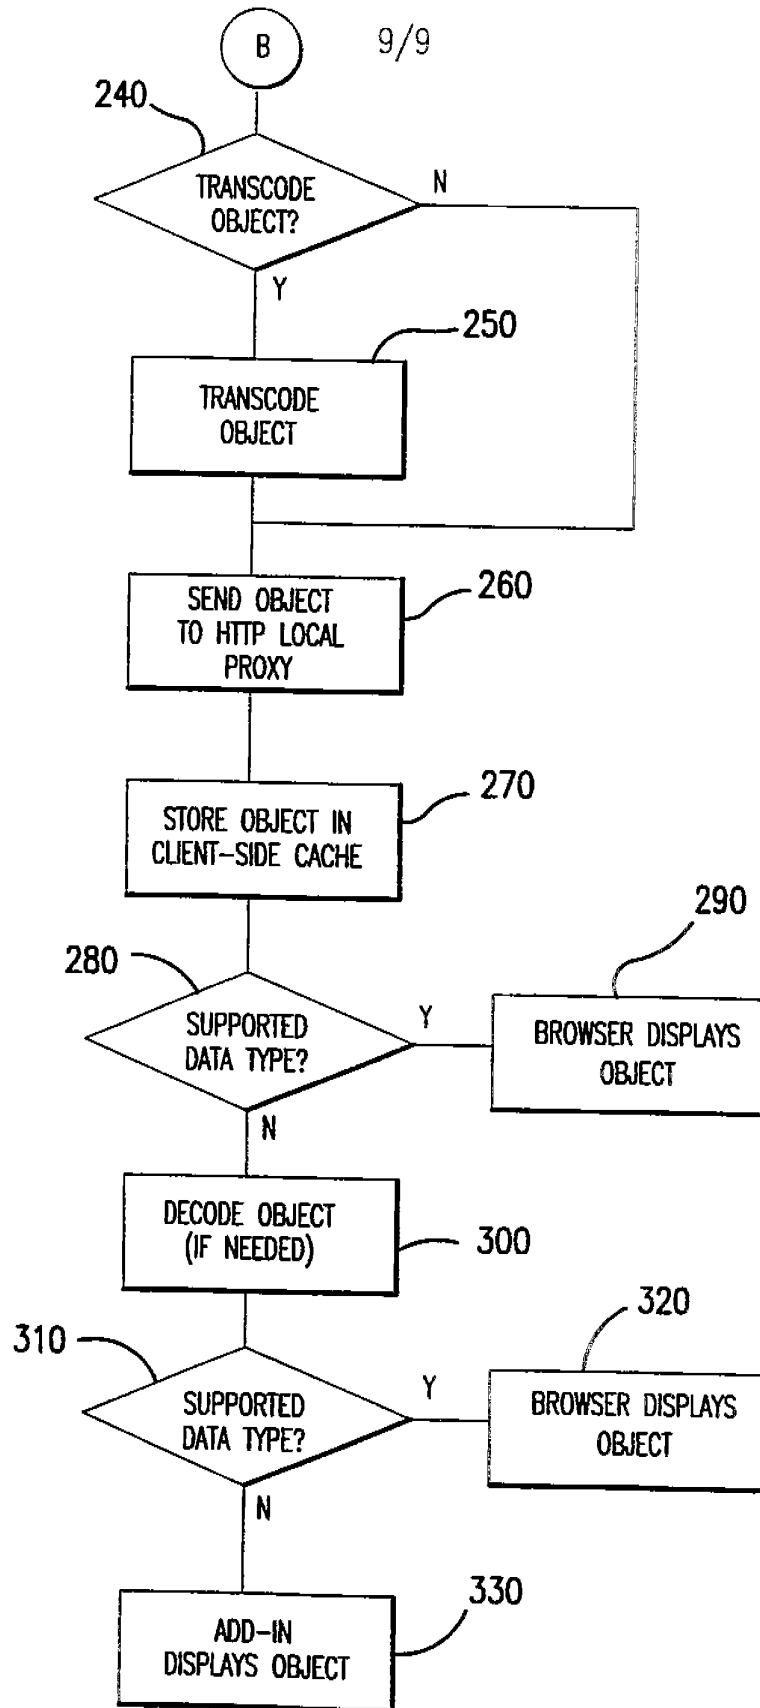 B
9/9
240
TRANSCODE
OBJECT?
N
Y
250
TRANSCODE
OBJECT
260
SEND OBJECT
TO HTTP LOCAL
PROXY
270
STORE OBJECT IN
CLIENT-SIDE CACHE
280
SUPPORTED
DATA TYPE?
Y
290
BROWSER DISPLAYS
OBJECT
N
DECODE OBJECT
(IF NEEDED)
300
310
SUPPORTED
DATA TYPE?
Y
320
BROWSER DISPLAYS
OBJECT
N
330
ADD-IN
DISPLAYS OBJECT